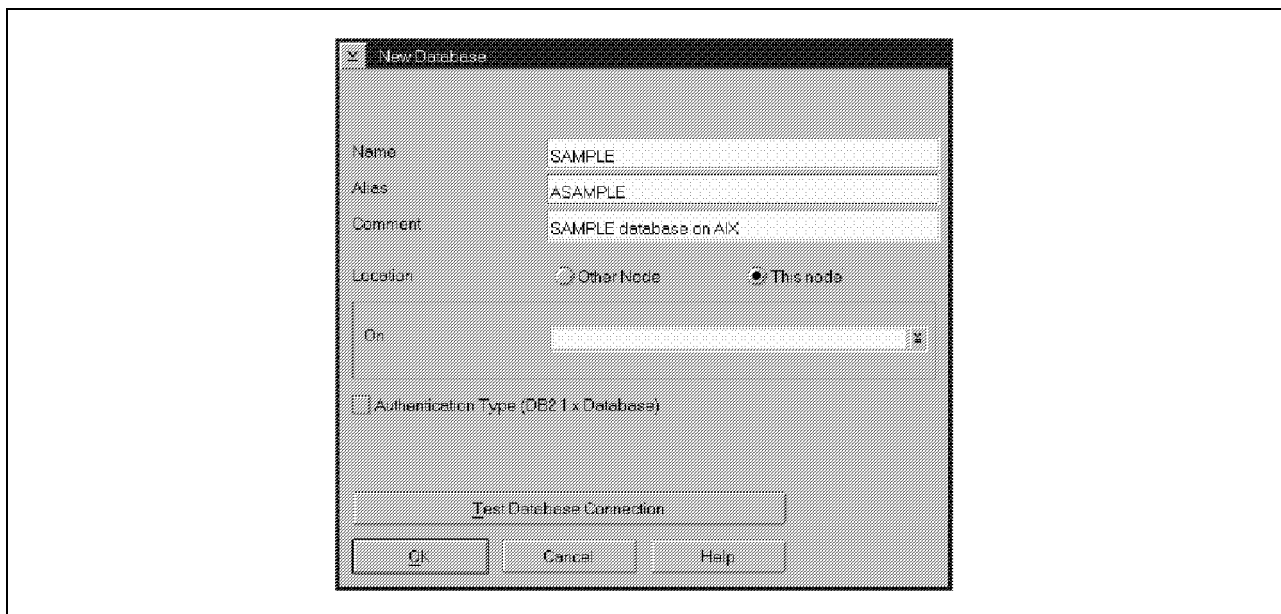 New Database
Name SAMPLE
Alias ASAMPLE
Comment SAMPLE database on AIX
Location Other Node This node
On
Authentication Type (DB2 1.x Database)
Test Database Connection
OK Cancel Help